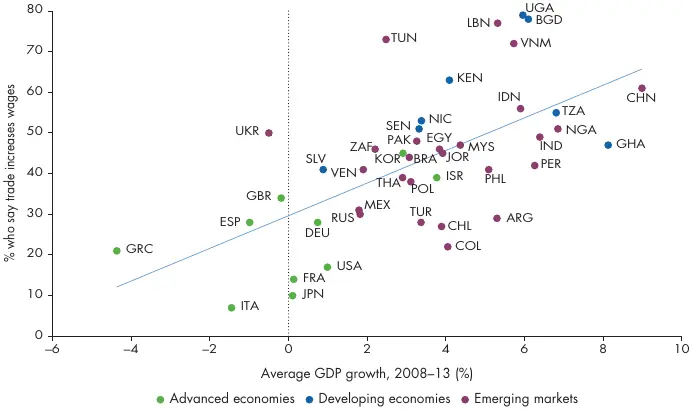 80
UGA
BGD
LBN
TUN
VNM
70
% who say trade increases wages
60
KEN
CHN
IDN
TZA
50
UKR
SEN
NIC
NGA
PAK
EGY
ZAF
MYS
IND
GHA
40
SLV
VEN
KOR
BRA
JOR
PER
THA
ISR
PHL
POL
GBR
30
MEX
RUS
ESP
DEU
TUR
CHL
ARG
COL
20
GRC
USA
FRA
10
JPN
ITA
0
–6 –4 –2 0 2 4 6 8 10
Average GDP growth, 2008–13 (%)
Advanced economies Developing economies Emerging markets